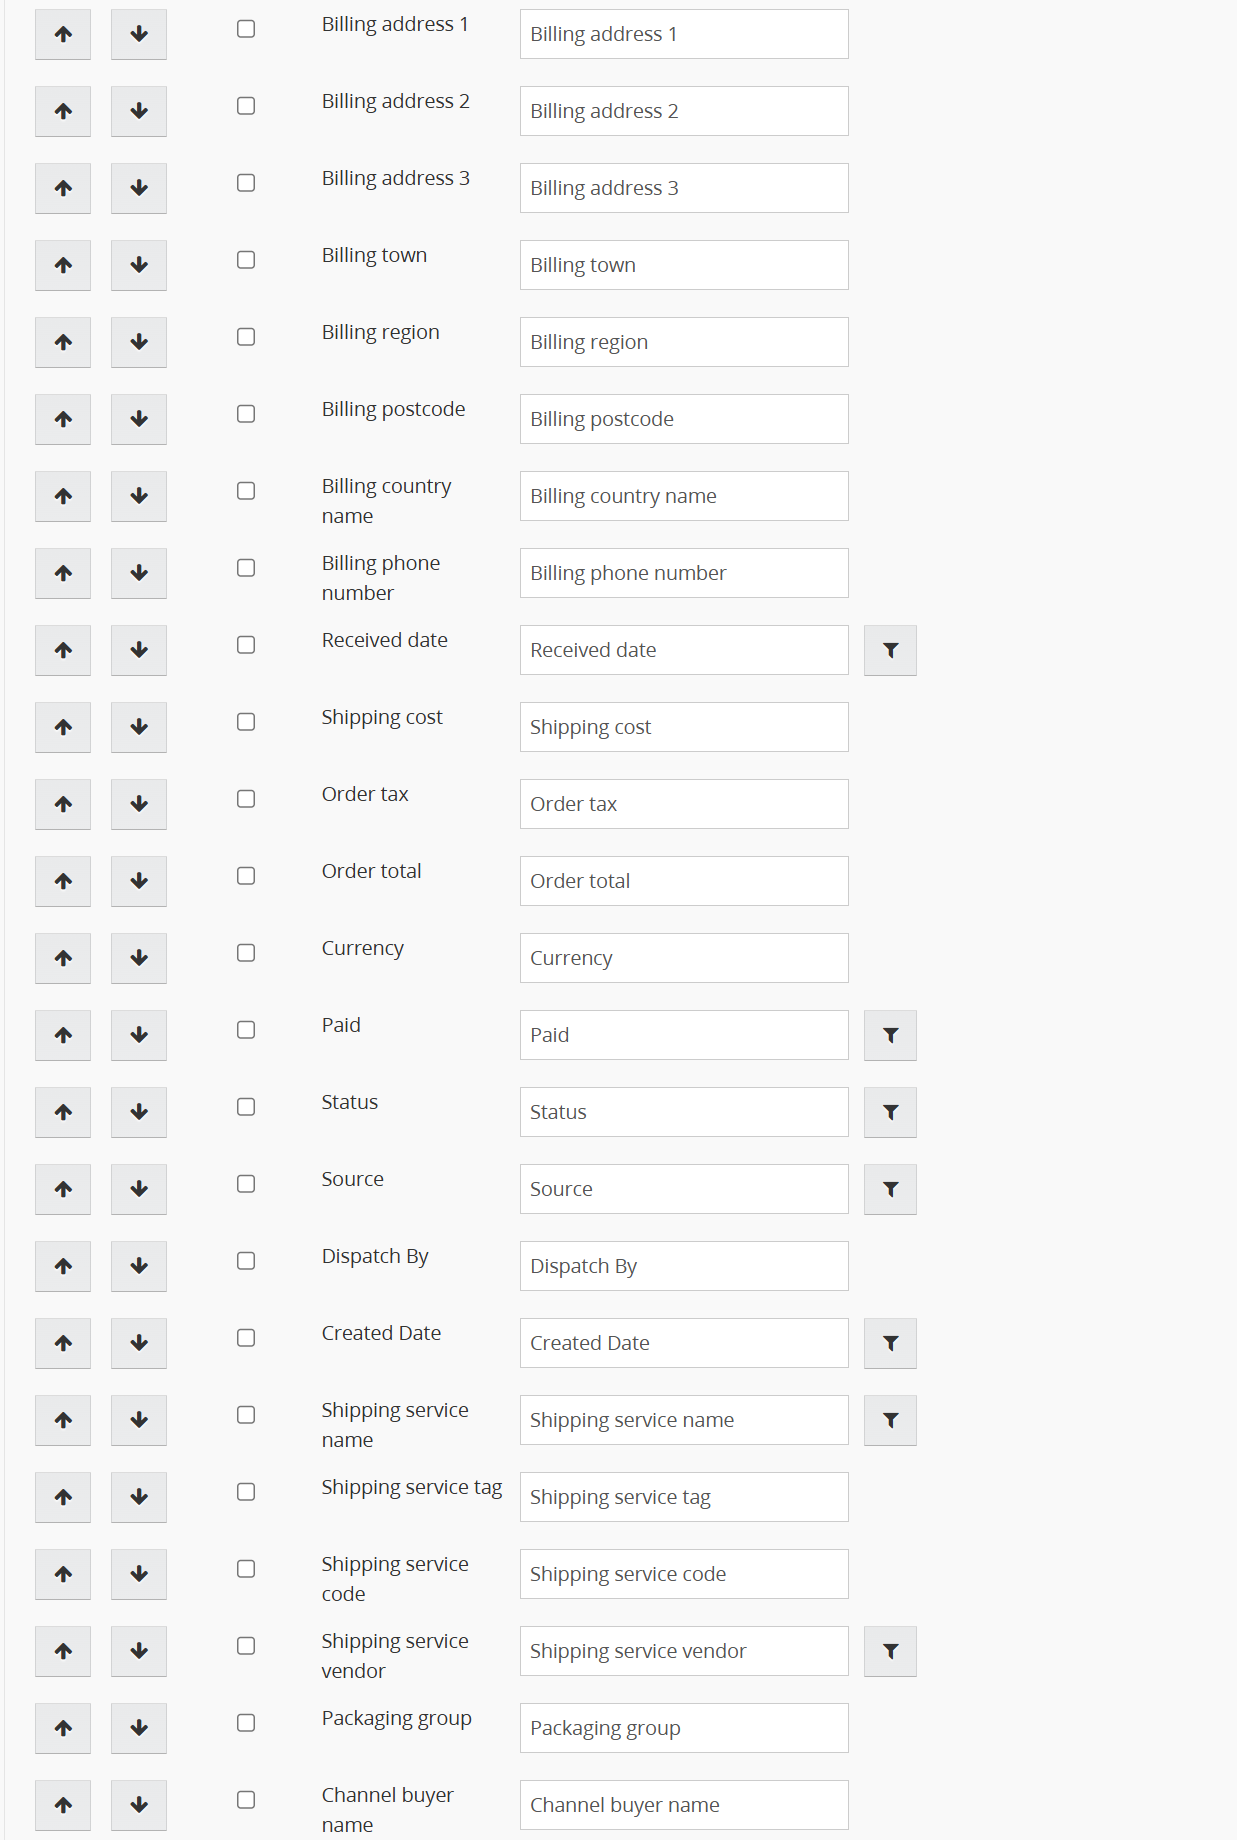 Billing address 1 Billing address 1
Billing address 2 Billing address 2
Billing address 3 Billing address 3
Billing town Billing town
Billing region Billing region
Billing postcode Billing postcode
Billing country Billing country name
name
Billing phone Billing phone number
number
Received date Received date
Shipping cost Shipping cost
Order tax Order tax
Order total Order total
Currency Currency
Paid Paid
Status Status
Source Source
Dispatch By Dispatch By
Created Date Created Date
Shipping service Shipping service name
name
Shipping service tag Shipping service tag
Shipping service Shipping service code
code
Shipping service Shipping service vendor
vendor
Packaging group Packaging group
Channel buyer Channel buyer name
name